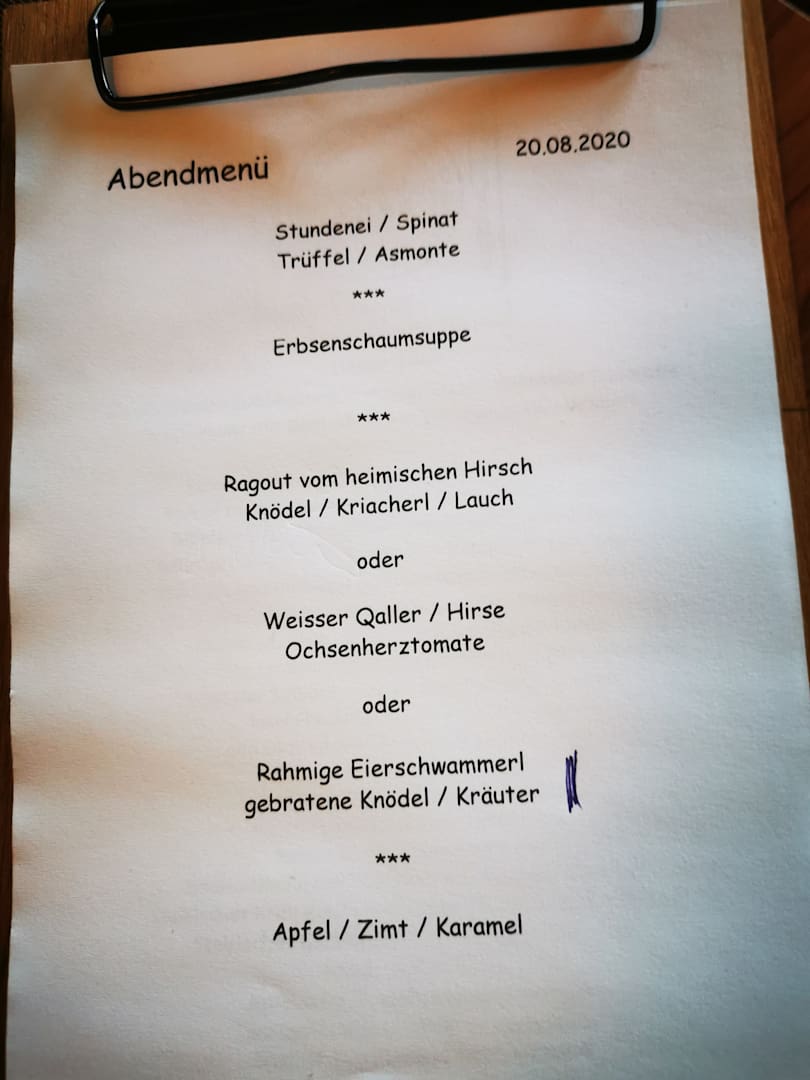 Abendmenü
20.08.2020
Stundenei / Spinat
Trüffel / Asmonte
***
Erbsenschaumsuppe
***
Ragout vom heimischen Hirsch
Knödel / Kriacherl / Lauch
oder
Weisser Qaller / Hirse
Ochsenherztomate
oder
Rahmige Eierschwammerl
gebratene Knödel / Kräuter
***
Apfel / Zimt / Karamel